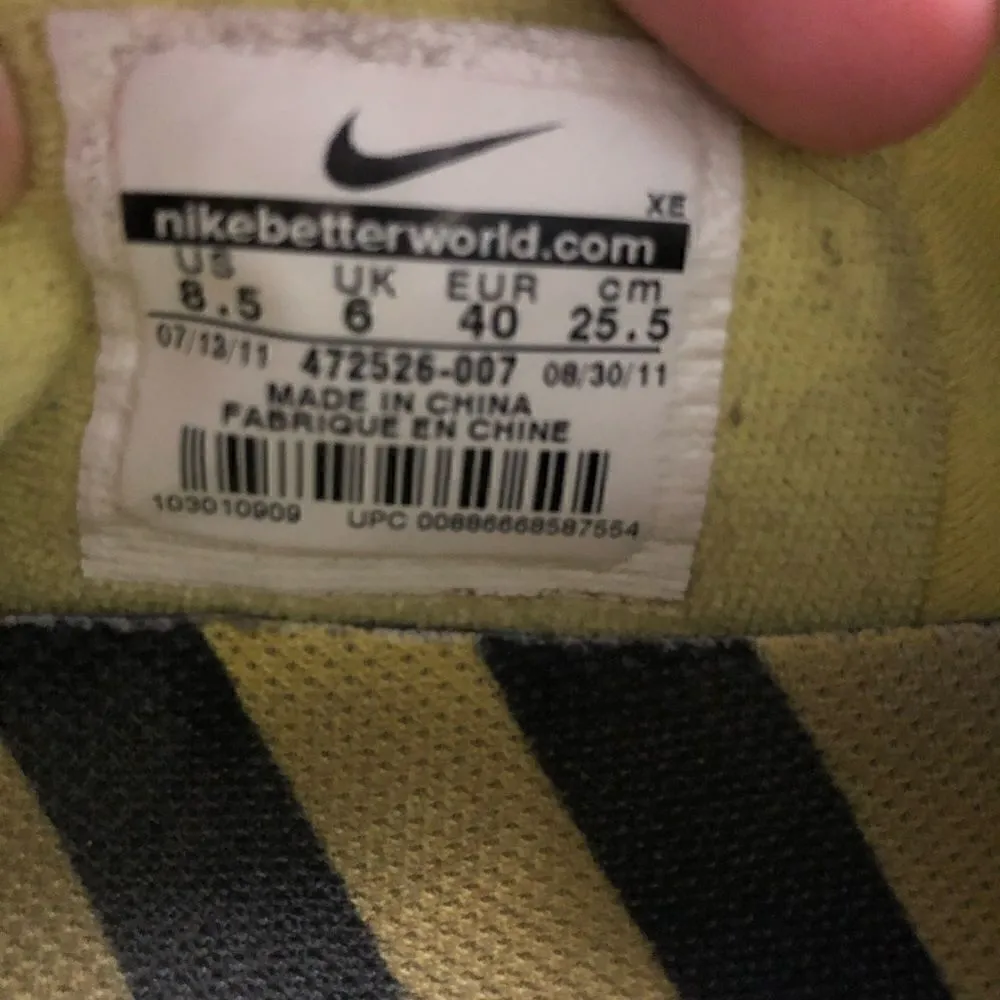 XE
nikebetterworld.com
US UK EUR cm
8.5 6 40 25.5
07/13/11 472526-007 08/30/11
MADE IN CHINA
FABRIQUE EN CHINE
103010909 UPC 00886668587554